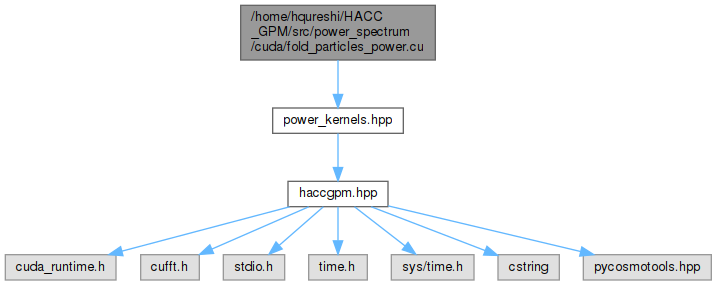 /home/hqureshi/HACC
_GPM/src/power_spectrum
/cuda/fold_particles_power.cu
power_kernels.hpp
haccgpm.hpp
cuda_runtime.h
cufft.h
stdio.h
time.h
sys/time.h
cstring
pycosmotools.hpp